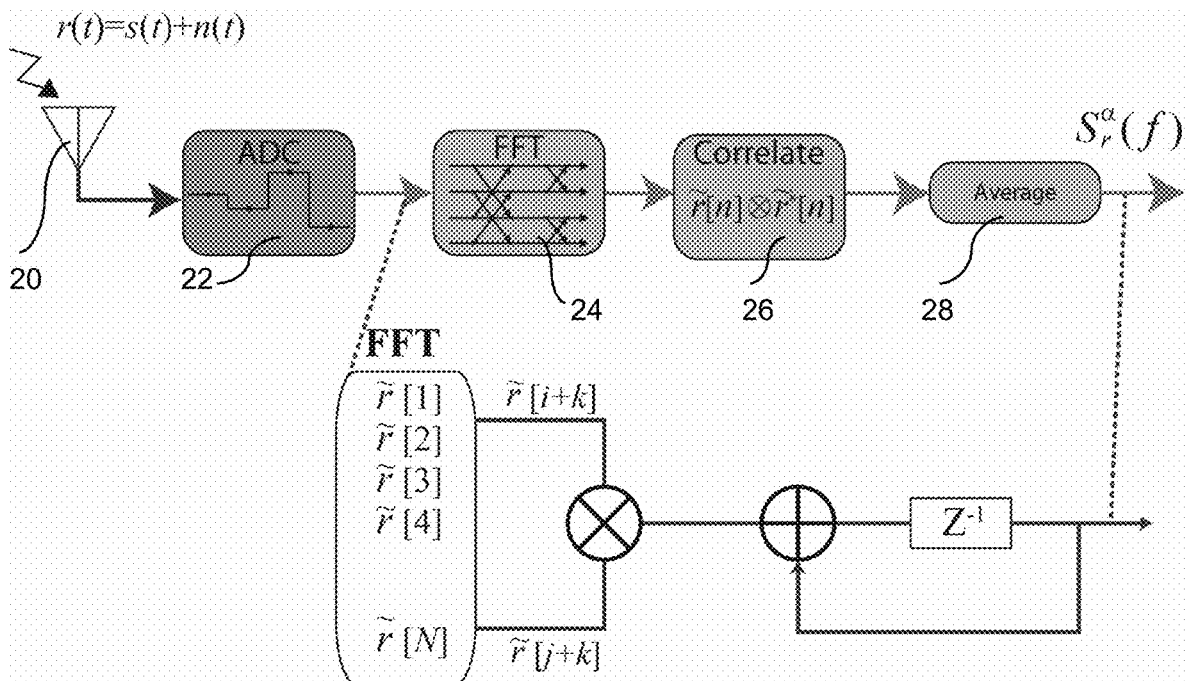 r(t)=s(t)+n(t)
S_r^α(f)
ADC
FFT
Correlate
r̃[n]⊗r*[n]
Average
20
22
24
26
28
FFT
r̃ [1]
r̃ [2]
r̃ [3]
r̃ [4]
r̃ [N]
r̃ [i+k]
r̃ [j+k]
Z⁻¹